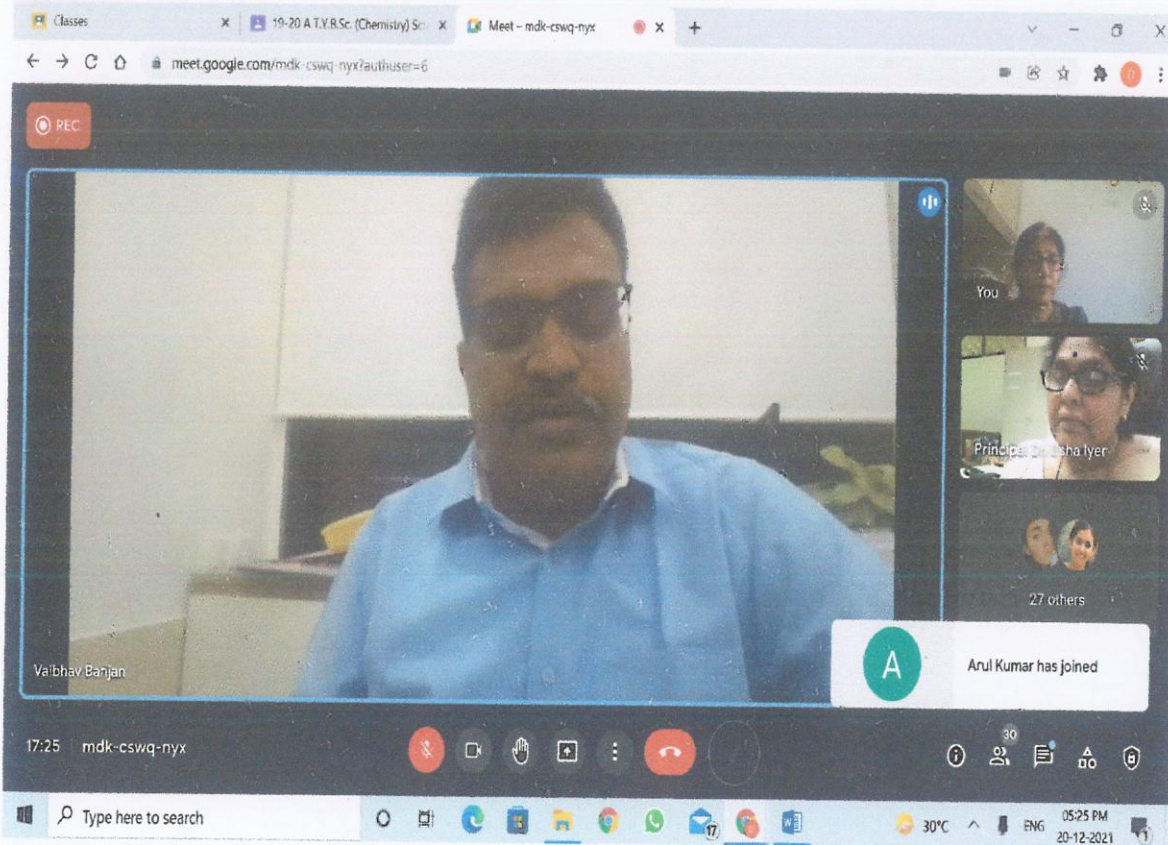 Classes
19-20 A T.Y.B.Sc. (Chemistry) Sc
Meet – mdk-cswq-nyx
meet.google.com/mdk-cswq-nyx?authuser=6
D
REC
You
Principal Dr. Usha Iyer
27 others
Vaibhav Banjan
A
Arul Kumar has joined
17:25 | mdk-cswq-nyx
30
Type here to search
17
W
30°C
ENG
05:25 PM
20-12-2021
1